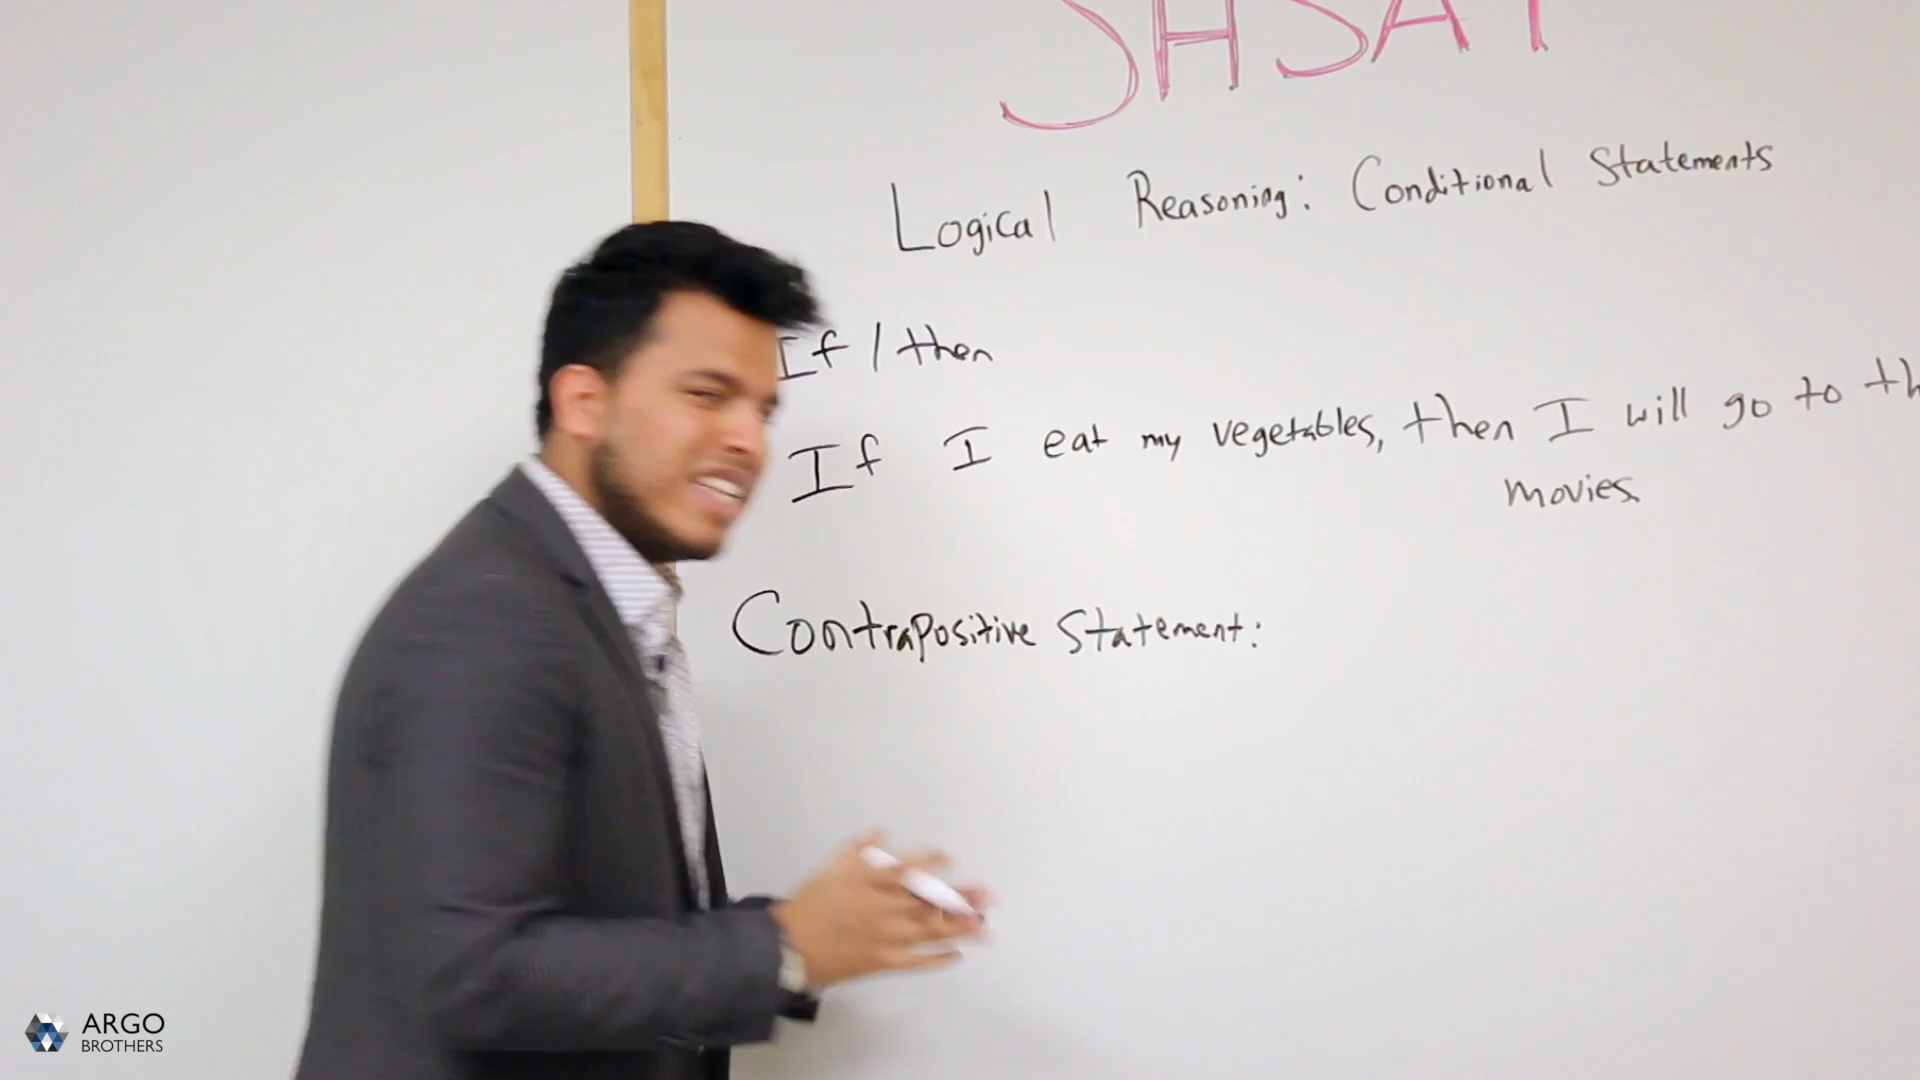 SHSAT
Logical Reasoning: Conditional Statements
If / then
If I eat my vegetables, then I will go to th
movies.
Contrapositive Statement:
ARGO
BROTHERS